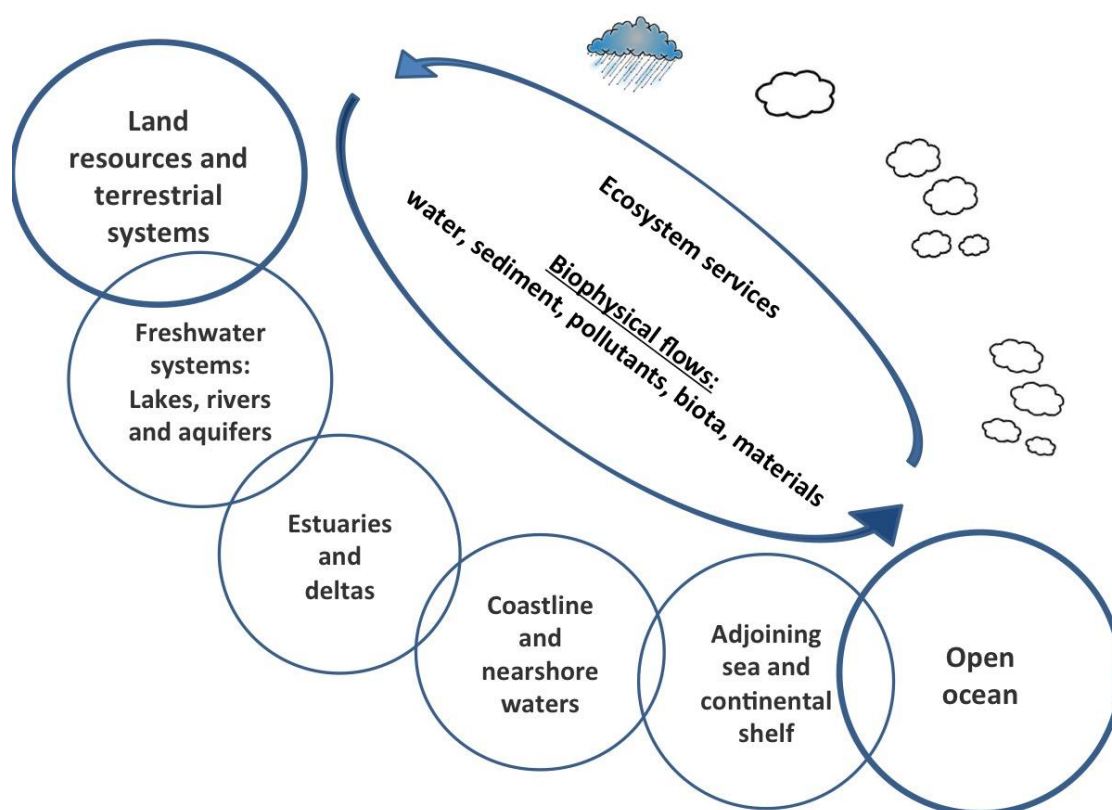 Land
resources and
terrestrial
systems
Freshwater
systems:
Lakes, rivers
and aquifers
Estuaries
and
deltas
Coastline
and
nearshore
waters
Adjoining
sea and
continental
shelf
Open
ocean
Ecosystem services
Biophysical flows:
water, sediment, pollutants, biota, materials